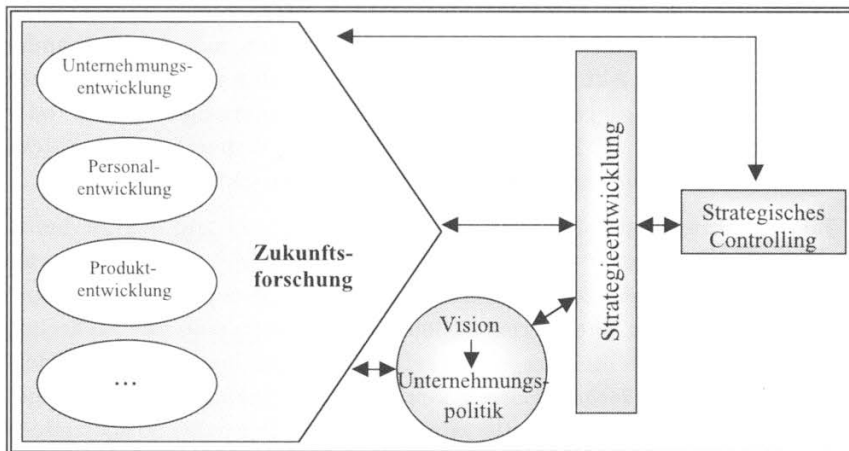 Unternehmungs-
entwicklung
Personal-
entwicklung
Produkt-
entwicklung
...
Zukunfts-
forschung
Vision
Unternehmungs-
politik
Strategieentwicklung
Strategisches
Controlling